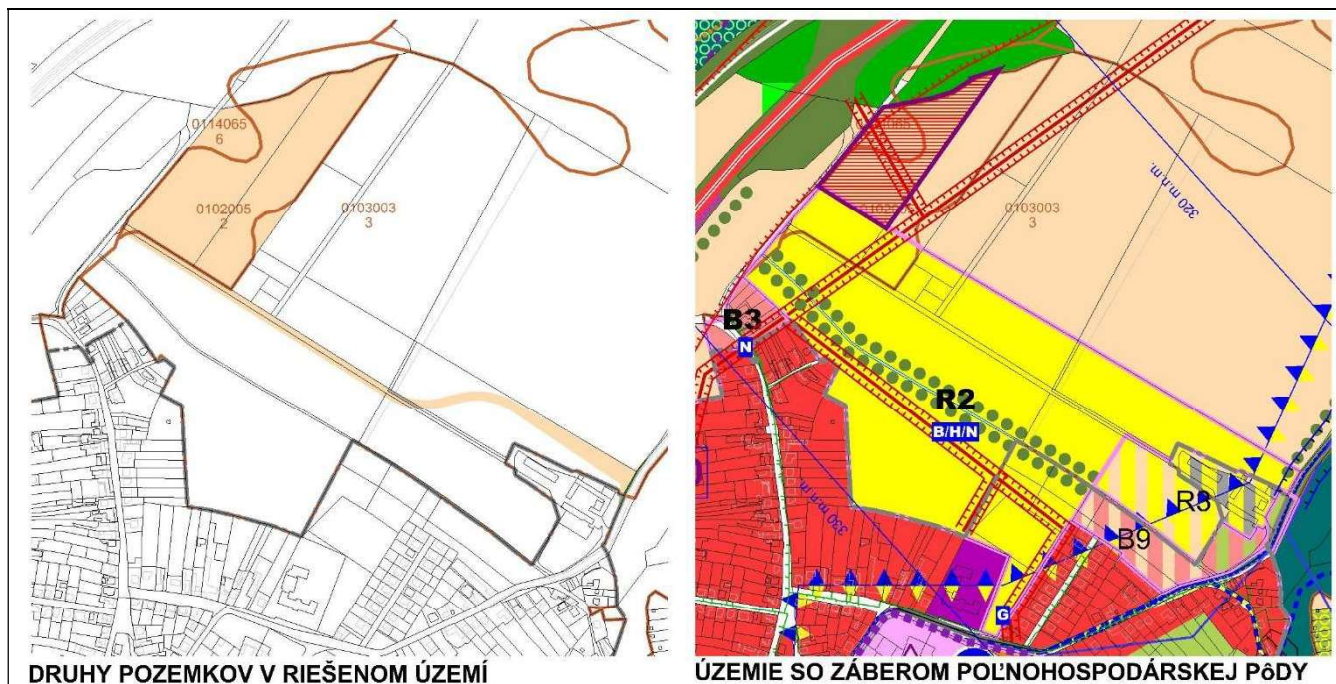 0114065
6
0102005
2
0103003
3
DRUHY POZEMKOV V RIEŠENOM ÚZEMÍ
0103003
3
320 m.n.m.
B3
N
R2
B/H/N
330 m.n.m.
R3
B9
G
ÚZEMIE SO ZÁBEROM POĽNOHOSPODÁRSKEJ PôDY